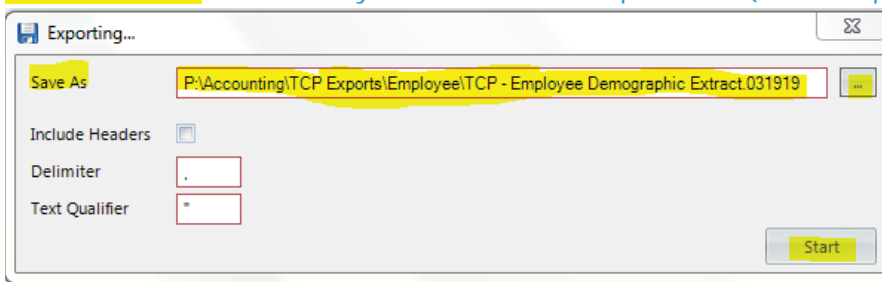 Exporting...
Save As P:\Accounting\TCP Exports\Employee\TCP - Employee Demographic Extract.031919 ...
Include Headers
Delimiter ,
Text Qualifier "
Start